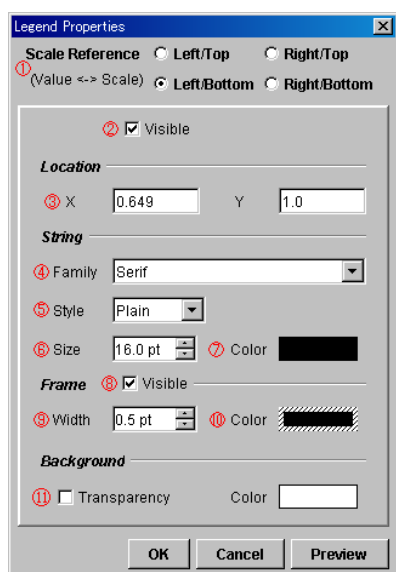 Legend Properties
Scale Reference Left/Top Right/Top
① (Value <-> Scale) Left/Bottom Right/Bottom
② Visible
Location
③ X 0.649 Y 1.0
String
④ Family Serif
⑤ Style Plain
⑥ Size 16.0 pt ⑦ Color
Frame ⑧ Visible
⑨ Width 0.5 pt ⑩ Color
Background
⑪ Transparency Color
OK Cancel Preview